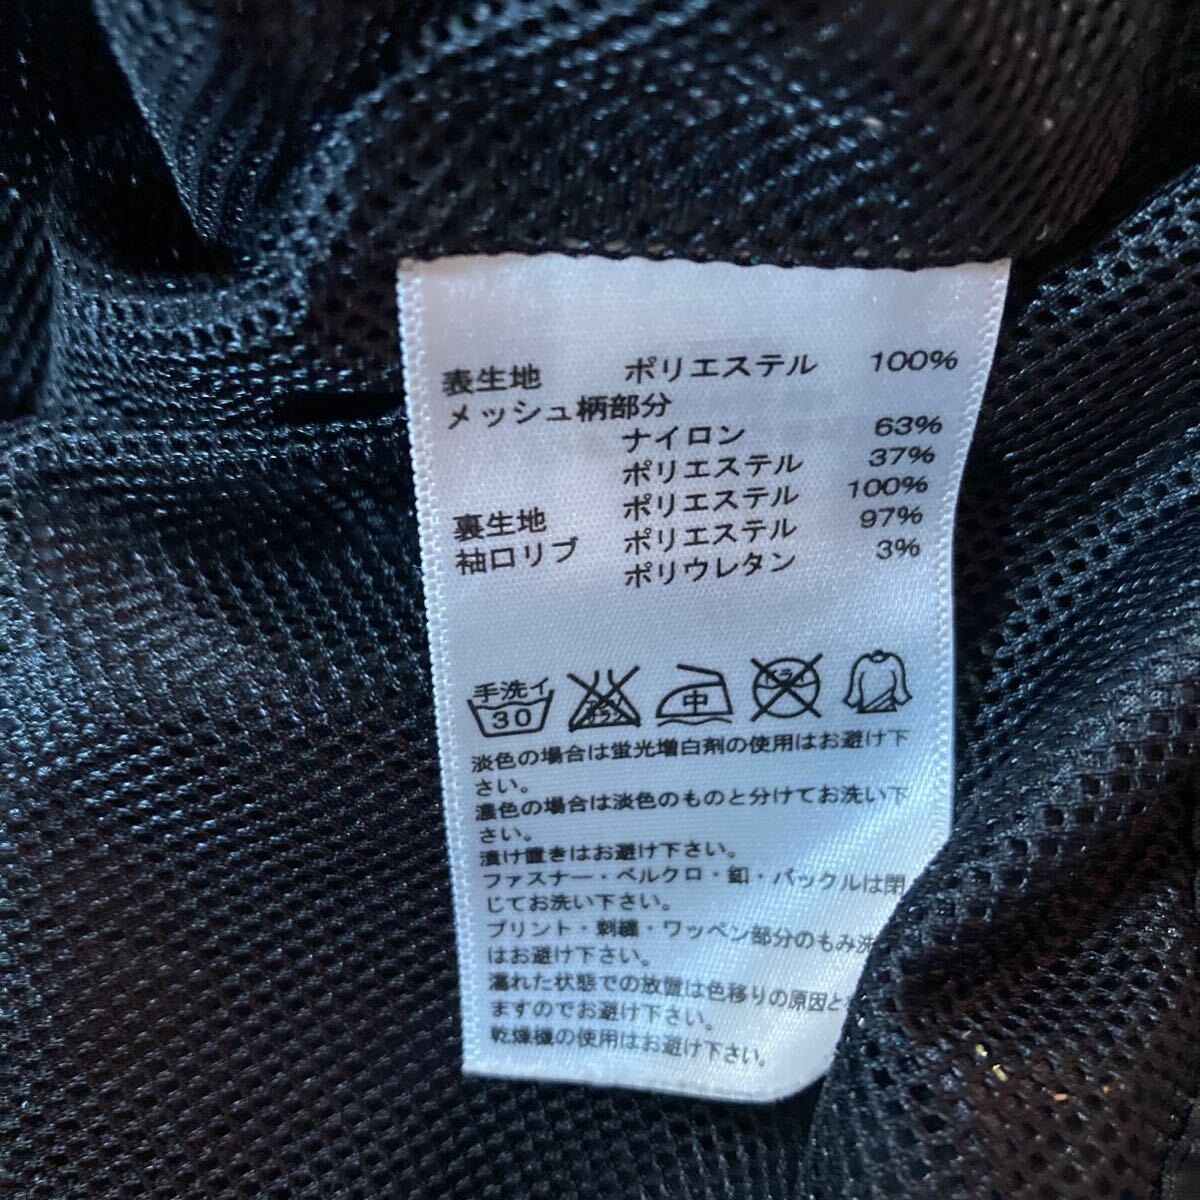 表生地 ポリエステル 100%
メッシュ柄部分
ナイロン 63%
ポリエステル 37%
裏生地 ポリエステル 100%
袖口リブ ポリエステル 97%
ポリウレタン 3%
手洗イ 30 中
淡色の場合は蛍光増白剤の使用はお避け下
さい。
濃色の場合は淡色のものと分けてお洗い下
さい。
漬け置きはお避け下さい。
ファスナー・ベルクロ・釦・バックルは閉
じてお洗い下さい。
プリント・刺繍・ワッペン部分のもみ洗
はお避け下さい。
濡れた状態での放置は色移りの原因と
ますのでお避け下さい。
乾燥機の使用はお避け下さい。